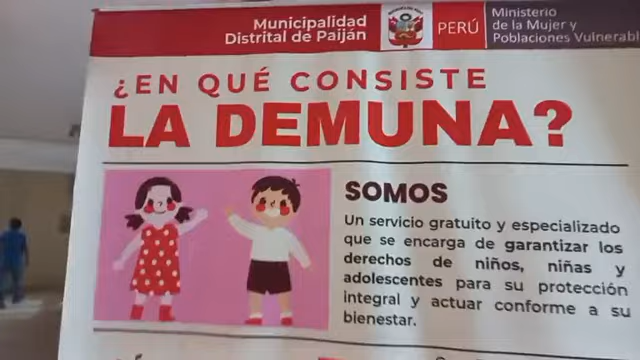 Municipalidad
Distrital de Paiján
PERÚ
Ministerio
de la Mujer y
Poblaciones Vulnerabl
¿EN QUÉ CONSISTE
LA DEMUNA?
SOMOS
Un servicio gratuito y especializado
que se encarga de garantizar los
derechos de niños, niñas y
adolescentes para su protección
integral y actuar conforme a su
bienestar.